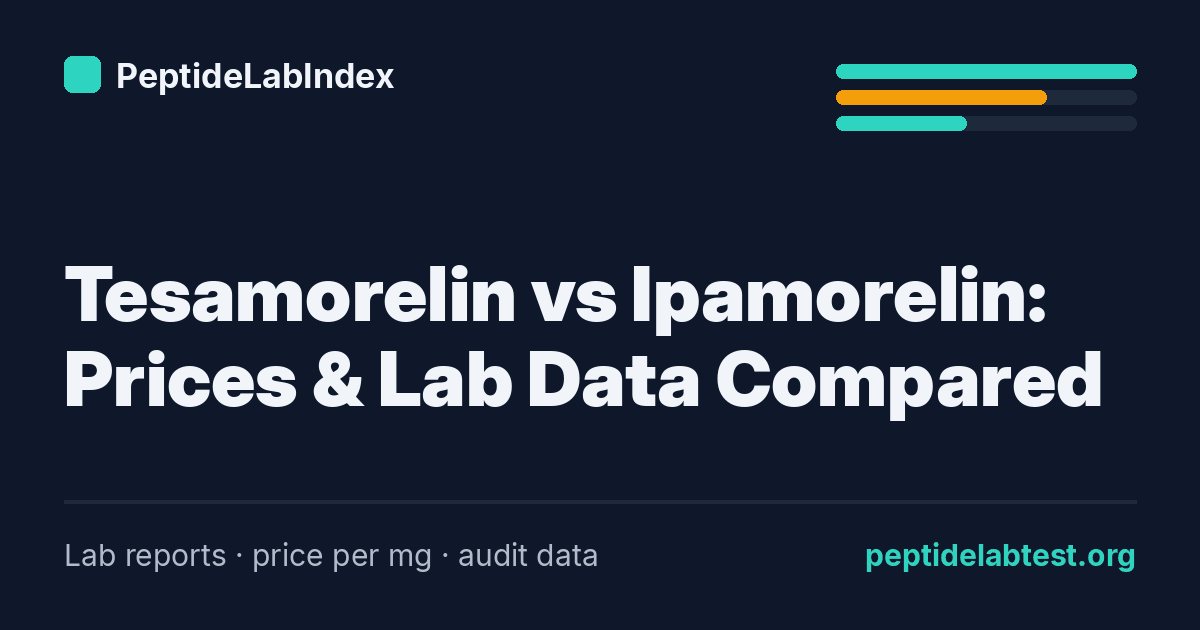 PeptideLabIndex
Tesamorelin vs Ipamorelin:
Prices & Lab Data Compared
Lab reports · price per mg · audit data
peptidelabtest.org